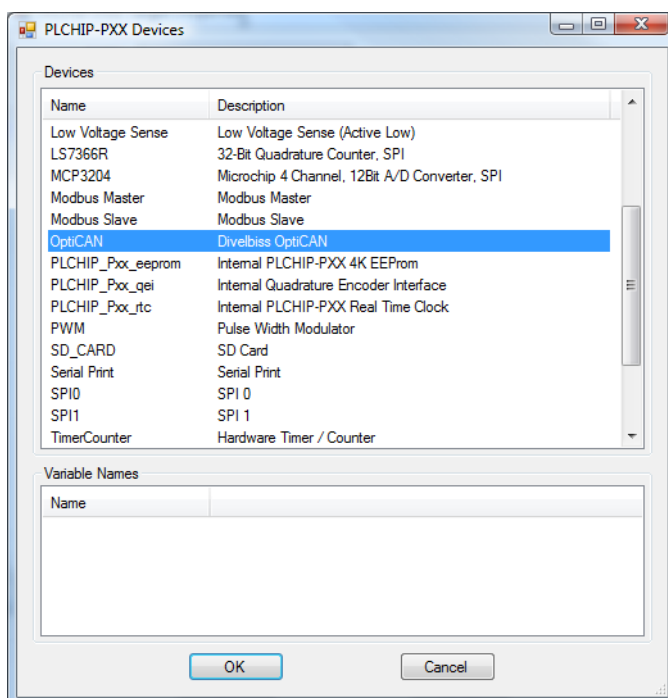 PLCHIP-PXX Devices
Devices
Name Description
Low Voltage Sense Low Voltage Sense (Active Low)
LS7366R 32-Bit Quadrature Counter, SPI
MCP3204 Microchip 4 Channel, 12Bit A/D Converter, SPI
Modbus Master Modbus Master
Modbus Slave Modbus Slave
OptiCAN Divelbiss OptiCAN
PLCHIP_Pxx_eeprom Internal PLCHIP-PXX 4K EEProm
PLCHIP_Pxx_qei Internal Quadrature Encoder Interface
PLCHIP_Pxx_rtc Internal PLCHIP-PXX Real Time Clock
PWM Pulse Width Modulator
SD_CARD SD Card
Serial Print Serial Print
SPI0 SPI 0
SPI1 SPI 1
TimerCounter Hardware Timer / Counter
Variable Names
Name
OK Cancel